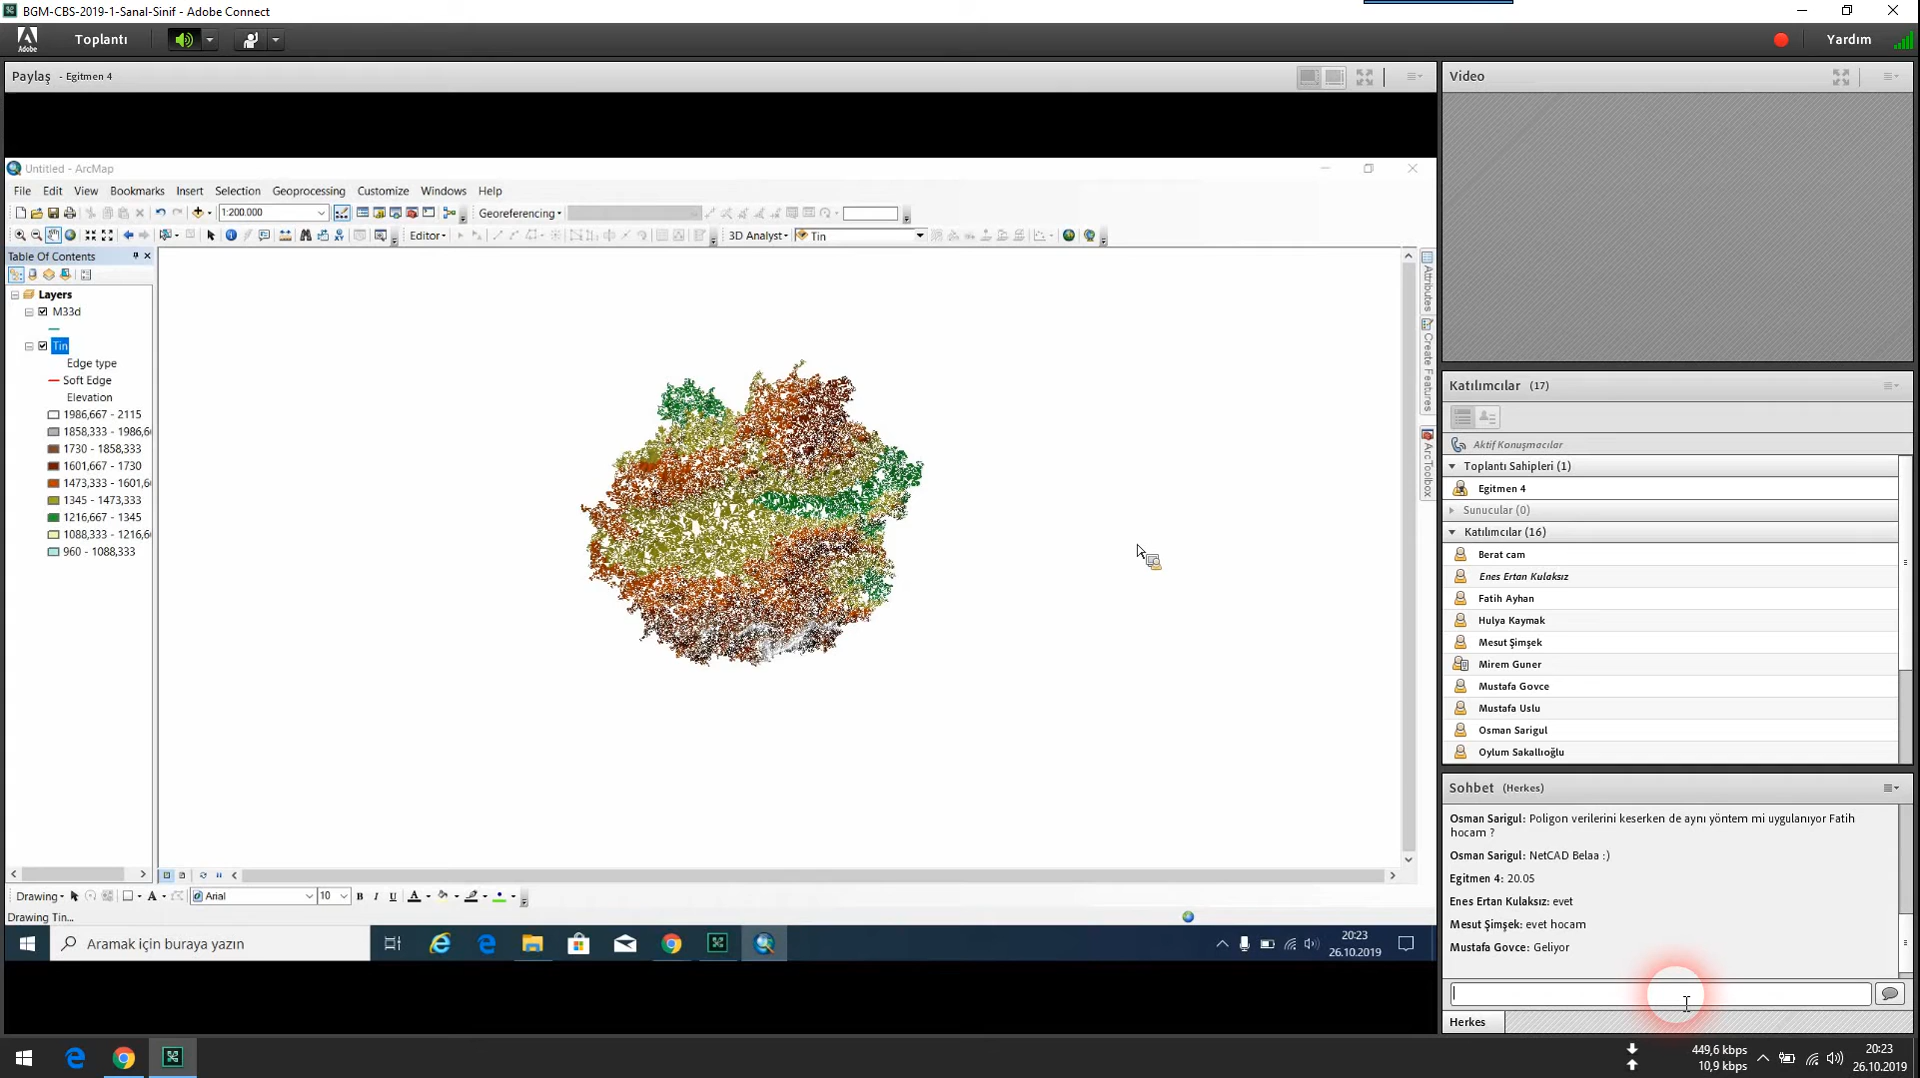 BGM-CBS-2019-1-Sanal-Sinif - Adobe Connect
Adobe
Toplantı
Yardım
Paylaş - Egitmen 4
Video
Untitled - ArcMap
File Edit View Bookmarks Insert Selection Geoprocessing Customize Windows Help
1:200.000
Georeferencing
Editor
3D Analyst
Tin
Table Of Contents
Layers
M33d
Tin
Edge type
Soft Edge
Elevation
1986,667 - 2115
1858,333 - 1986,6
1730 - 1858,333
1601,667 - 1730
1473,333 - 1601,6
1345 - 1473,333
1216,667 - 1345
1088,333 - 1216,6
960 - 1088,333
Attributes
Create Features
ArcToolbox
Drawing
A
Arial
10
B I U A
Drawing Tin...
Aramak için buraya yazın
20:23
26.10.2019
Katılımcılar (17)
Aktif Konuşmacılar
Toplantı Sahipleri (1)
Egitmen 4
Sunucular (0)
Katılımcılar (16)
Berat cam
Enes Ertan Kulaksız
Fatih Ayhan
Hulya Kaymak
Mesut Şimşek
Mirem Guner
Mustafa Govce
Mustafa Uslu
Osman Sarigul
Oylum Sakallıoğlu
Sohbet (Herkes)
Osman Sarigul: Poligon verilerini keserken de aynı yöntem mi uygulanıyor Fatih
hocam ?
Osman Sarigul: NetCAD Belaa :)
Egitmen 4: 20.05
Enes Ertan Kulaksız: evet
Mesut Şimşek: evet hocam
Mustafa Govce: Geliyor
Herkes
449,6 kbps
10,9 kbps
20:23
26.10.2019